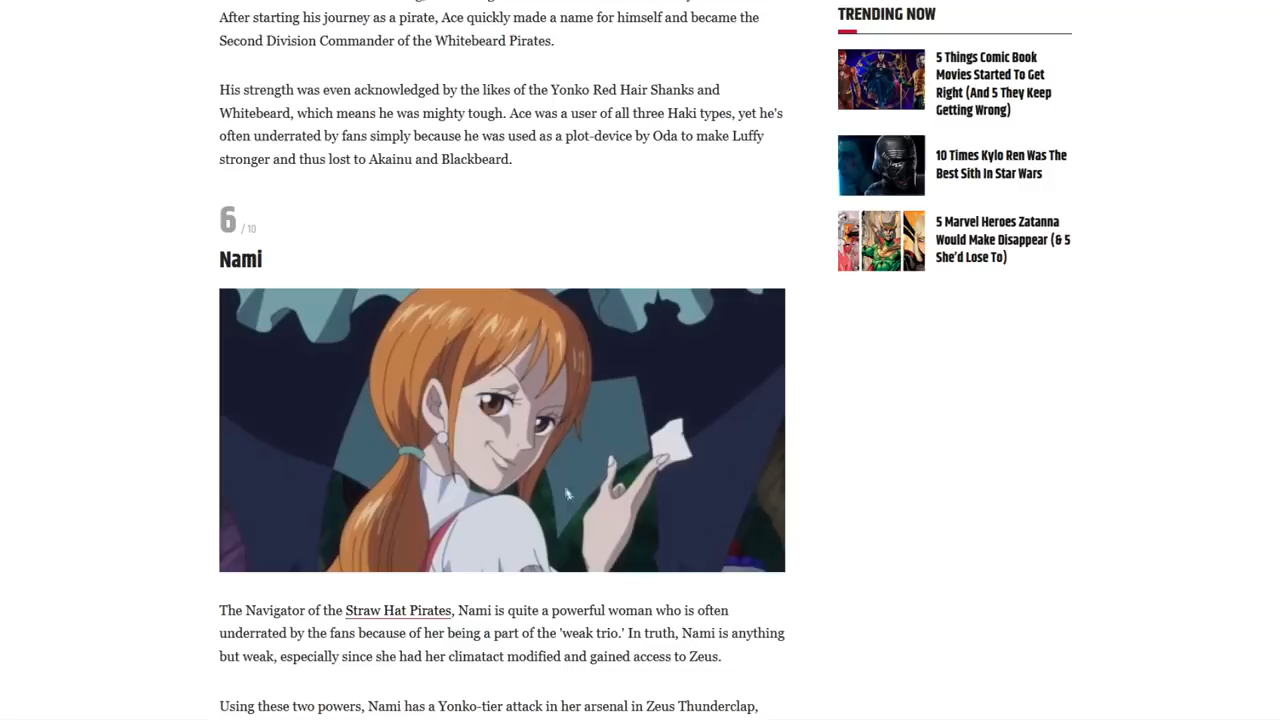 After starting his journey as a pirate, Ace quickly made a name for himself and became the
Second Division Commander of the Whitebeard Pirates.
His strength was even acknowledged by the likes of the Yonko Red Hair Shanks and
Whitebeard, which means he was mighty tough. Ace was a user of all three Haki types, yet he's
often underrated by fans simply because he was used as a plot-device by Oda to make Luffy
stronger and thus lost to Akainu and Blackbeard.
6 / 10
Nami
The Navigator of the Straw Hat Pirates, Nami is quite a powerful woman who is often
underrated by the fans because of her being a part of the 'weak trio.' In truth, Nami is anything
but weak, especially since she had her climatact modified and gained access to Zeus.
Using these two powers, Nami has a Yonko-tier attack in her arsenal in Zeus Thunderclap,
TRENDING NOW
5 Things Comic Book
Movies Started To Get
Right (And 5 They Keep
Getting Wrong)
10 Times Kylo Ren Was The
Best Sith In Star Wars
5 Marvel Heroes Zatanna
Would Make Disappear (& 5
She'd Lose To)